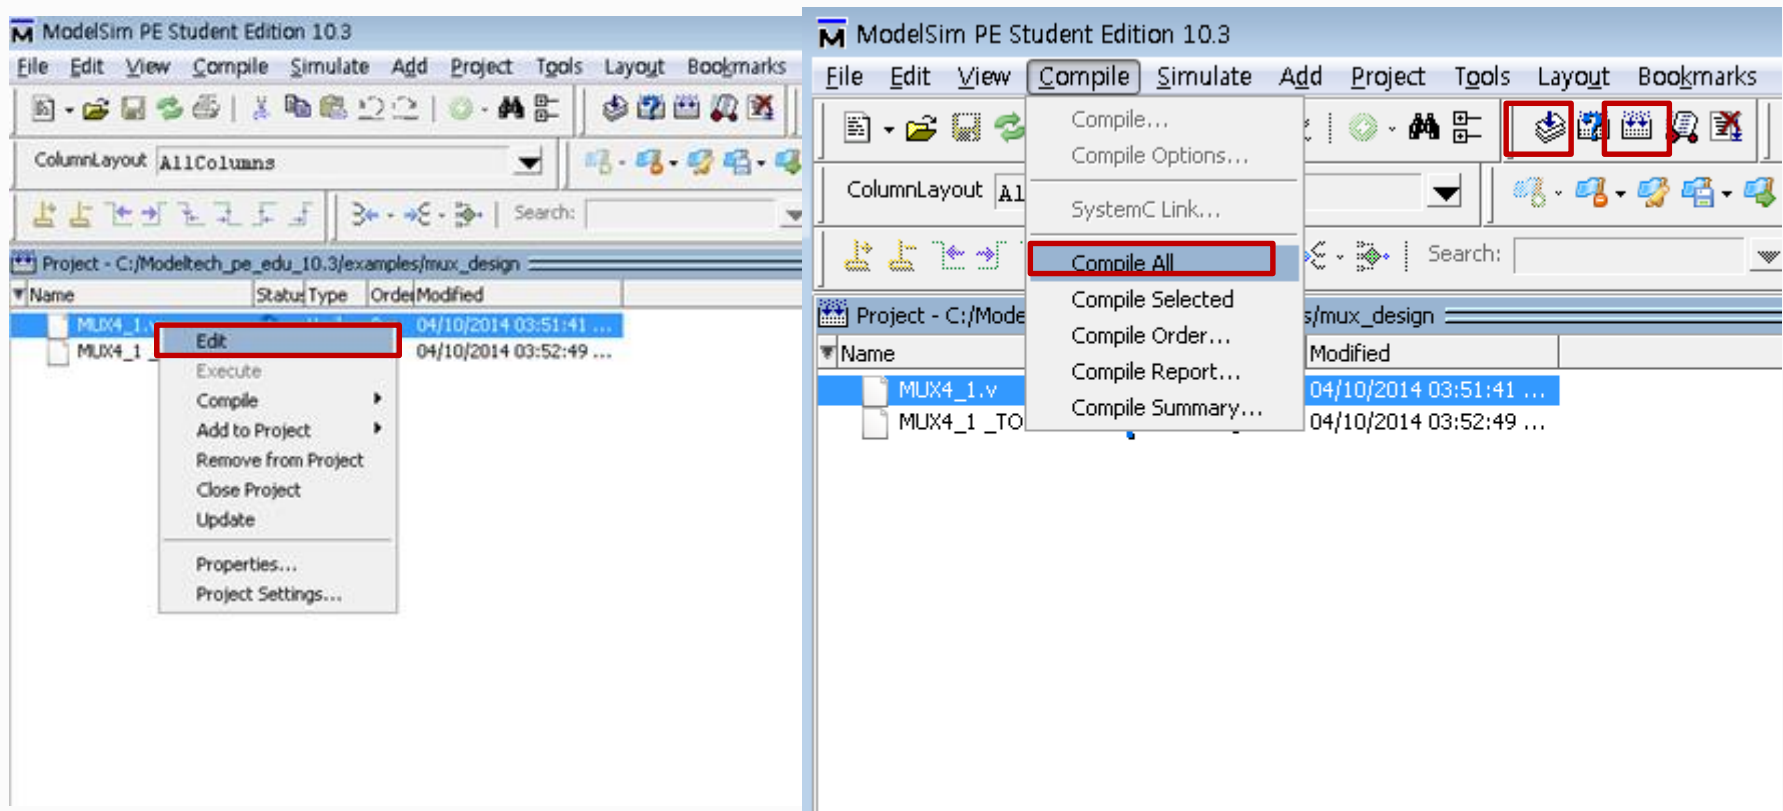 ModelSim PE Student Edition 10.3
File Edit View Compile Simulate Add Project Tools Layout Bookmarks
ColumnLayout AllColumns
Search:
Project - C:/Modeltech_pe_edu_10.3/examples/mux_design
Name Status Type Order Modified
MUX4_1.v 04/10/2014 03:51:41 ...
MUX4_1 _ 04/10/2014 03:52:49 ...
Edit
Execute
Compile
Add to Project
Remove from Project
Close Project
Update
Properties...
Project Settings...
ModelSim PE Student Edition 10.3
File Edit View Compile Simulate Add Project Tools Layout Bookmarks
Compile...
Compile Options...
SystemC Link...
Compile All
Compile Selected
Compile Order...
Compile Report...
Compile Summary...
ColumnLayout Al
Search:
Project - C:/Mode s/mux_design
Name Modified
MUX4_1.v 04/10/2014 03:51:41 ...
MUX4_1 _TO 04/10/2014 03:52:49 ...